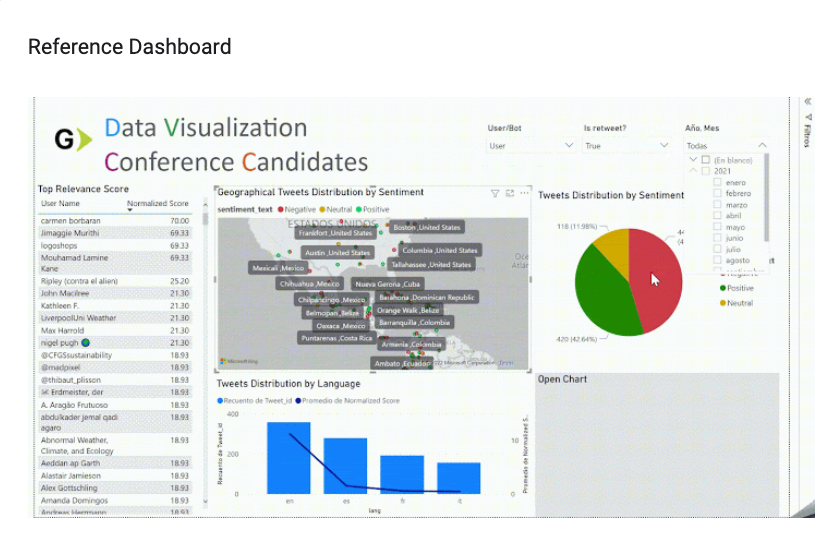 Reference Dashboard
G
Data Visualization
Conference Candidates
User/Bot
User
Is retweet?
True
Año, Mes
Todas
(En blanco)
2021
enero
febrero
marzo
abril
mayo
junio
julio
agosto
Filtros
Top Relevance Score
User Name Normalized Score
carmen borbaran 70.00
Jimaggie Murithi 69.33
logoshops 69.33
Mouhamad Lamine 69.33
Kane
Ripley (contra el alien) 25.20
John Macilree 21.30
Kathleen F. 21.30
LiverpoolUni Weather 21.30
Max Harrold 21.30
nigel pugh 21.30
@CFGSustainability 18.93
@madpixel 18.93
@thibaut_plisson 18.93
Erdmeister, der 18.93
A. Aragão Frutuoso 18.93
abdulkader jemal qadi 18.93
agaro
Abnormal Weather, 18.93
Climate, and Ecology
Aeddan ap Garth 18.93
Alastair Jamieson 18.93
Alex Gottschling 18.93
Amanda Domingos 18.93
Andreas Herrmann 18.93
Geographical Tweets Distribution by Sentiment
sentiment_text Negative Neutral Positive
ESTADOS UNIDOS
Boston ,United States
Frankfort ,United States
Austin ,United States
Columbia ,United States
Mexicali ,Mexico
Tallahassee ,United States
Chihuahua ,Mexico
Nueva Gerona ,Cuba
Chilpancingo ,Mexico
Barahona ,Dominican Republic
Belmopan ,Belize
Orange Walk ,Belize
Oaxaca ,Mexico
Barranquilla ,Colombia
Puntarenas ,Costa Rica
Armenia ,Colombia
Ambato ,Ecuador
Microsoft Bing
Tweets Distribution by Sentiment
116 (11.98%)
44
(4
420 (42.64%)
Positive
Neutral
Tweets Distribution by Language
Recuento de Tweet_id Promedio de Normalized Score
Recuento de Tweet_id
400
200
0
en es fr it
lang
10
0
Promedio de Normalized S...
Open Chart